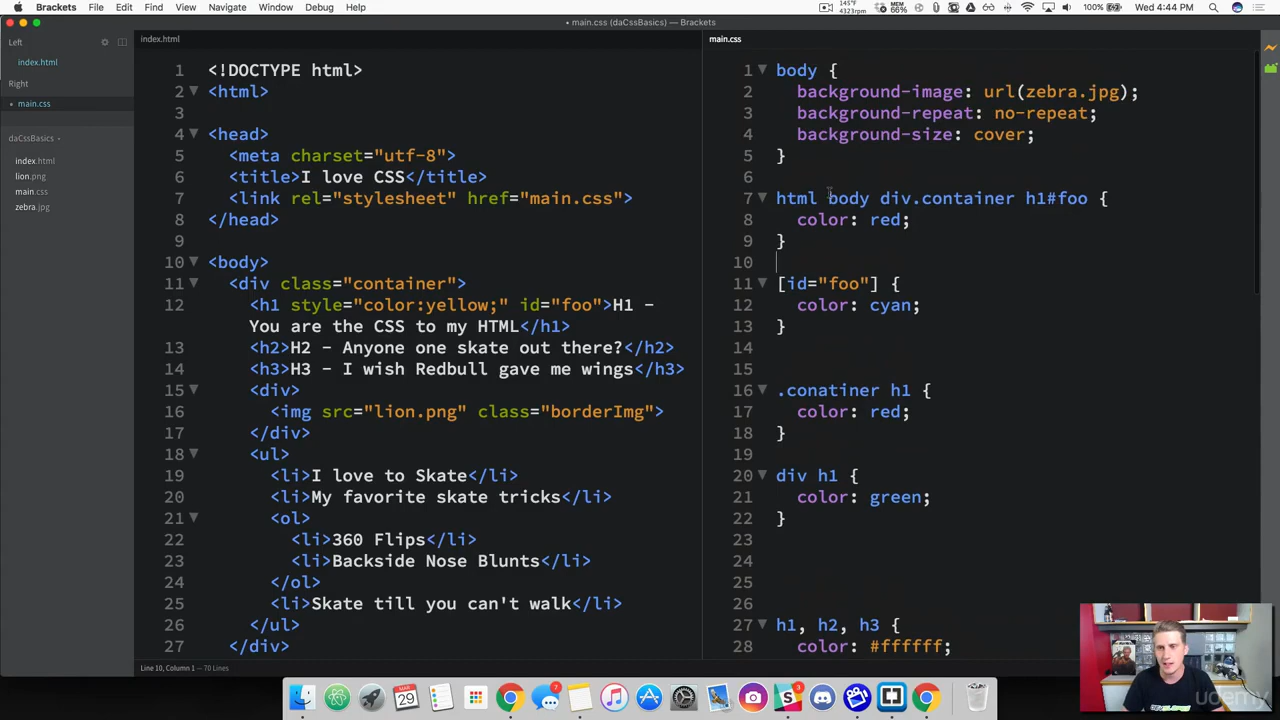 Brackets File Edit Find View Navigate Window Debug Help
145°F
4323rpm
MEM
66%
100%
Wed 4:44 PM
• main.css (daCssBasics) — Brackets
Left
index.html
Right
• main.css
daCssBasics
index.html
lion.png
main.css
zebra.jpg
index.html
1 <!DOCTYPE html>
2 <html>
3
4 <head>
5 <meta charset="utf-8">
6 <title>I love CSS</title>
7 <link rel="stylesheet" href="main.css">
8 </head>
9
10 <body>
11 <div class="container">
12 <h1 style="color:yellow;" id="foo">H1 -
You are the CSS to my HTML</h1>
13 <h2>H2 - Anyone one skate out there?</h2>
14 <h3>H3 - I wish Redbull gave me wings</h3>
15 <div>
16 <img src="lion.png" class="borderImg">
17 </div>
18 <ul>
19 <li>I love to Skate</li>
20 <li>My favorite skate tricks</li>
21 <ol>
22 <li>360 Flips</li>
23 <li>Backside Nose Blunts</li>
24 </ol>
25 <li>Skate till you can't walk</li>
26 </ul>
27 </div>
main.css
1 body {
2 background-image: url(zebra.jpg);
3 background-repeat: no-repeat;
4 background-size: cover;
5 }
6
7 html body div.container h1#foo {
8 color: red;
9 }
10
11 [id="foo"] {
12 color: cyan;
13 }
14
15
16 .conatiner h1 {
17 color: red;
18 }
19
20 div h1 {
21 color: green;
22 }
23
24
25
26
27 h1, h2, h3 {
28 color: #ffffff;
Line 10, Column 1 — 70 Lines
MAR
29
7
3
udemy